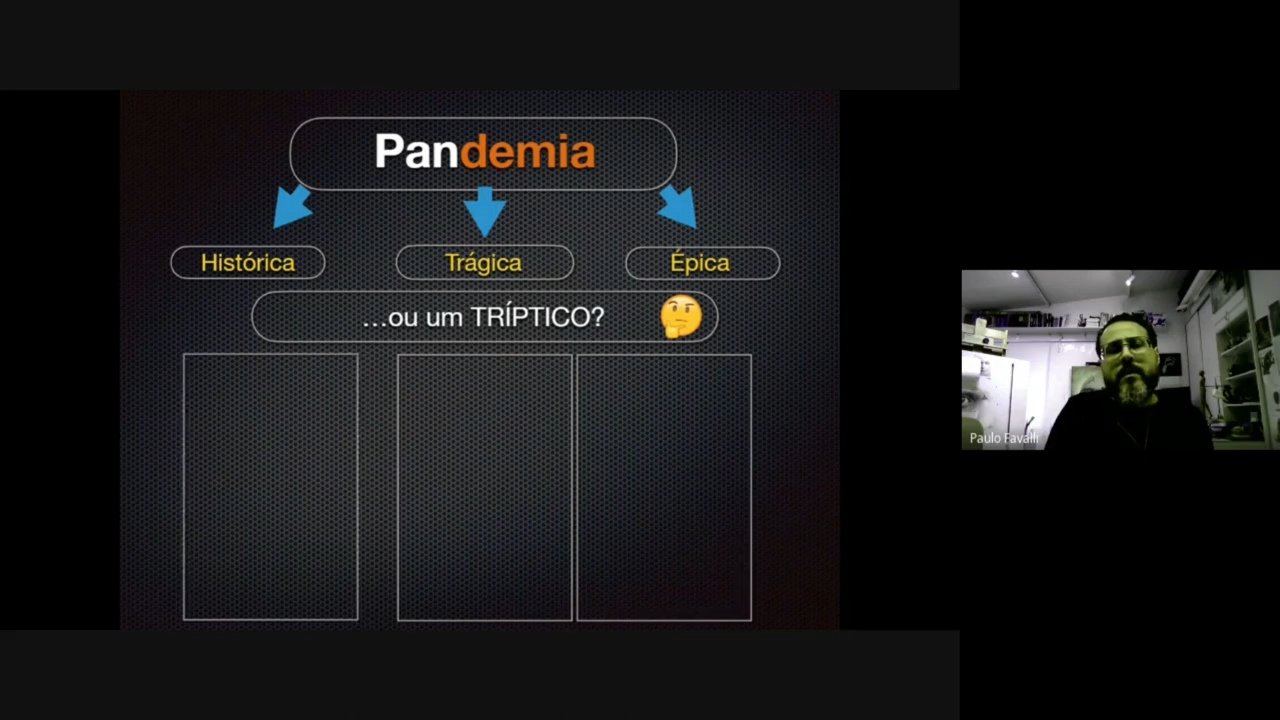 Pandemia
Histórica
Trágica
Épica
...ou um TRÍPTICO?
Paulo Favalli